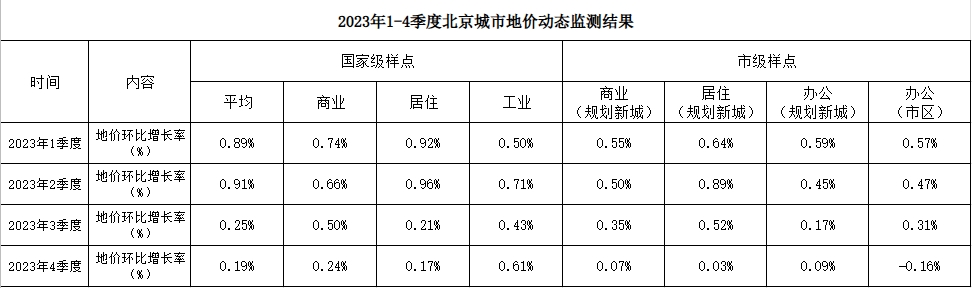 2023年1-4季度北京城市地价动态监测结果
时间 内容 国家级样点 市级样点
平均 商业 居住 工业 商业 居住 办公 办公
（规划新城） （规划新城） （规划新城） （市区）
2023年1季度 地价环比增长率 0.89% 0.74% 0.92% 0.50% 0.55% 0.64% 0.59% 0.57%
（%）
2023年2季度 地价环比增长率 0.91% 0.66% 0.96% 0.71% 0.50% 0.89% 0.45% 0.47%
（%）
2023年3季度 地价环比增长率 0.25% 0.50% 0.21% 0.43% 0.35% 0.52% 0.17% 0.31%
（%）
2023年4季度 地价环比增长率 0.19% 0.24% 0.17% 0.61% 0.07% 0.03% 0.09% -0.16%
（%）